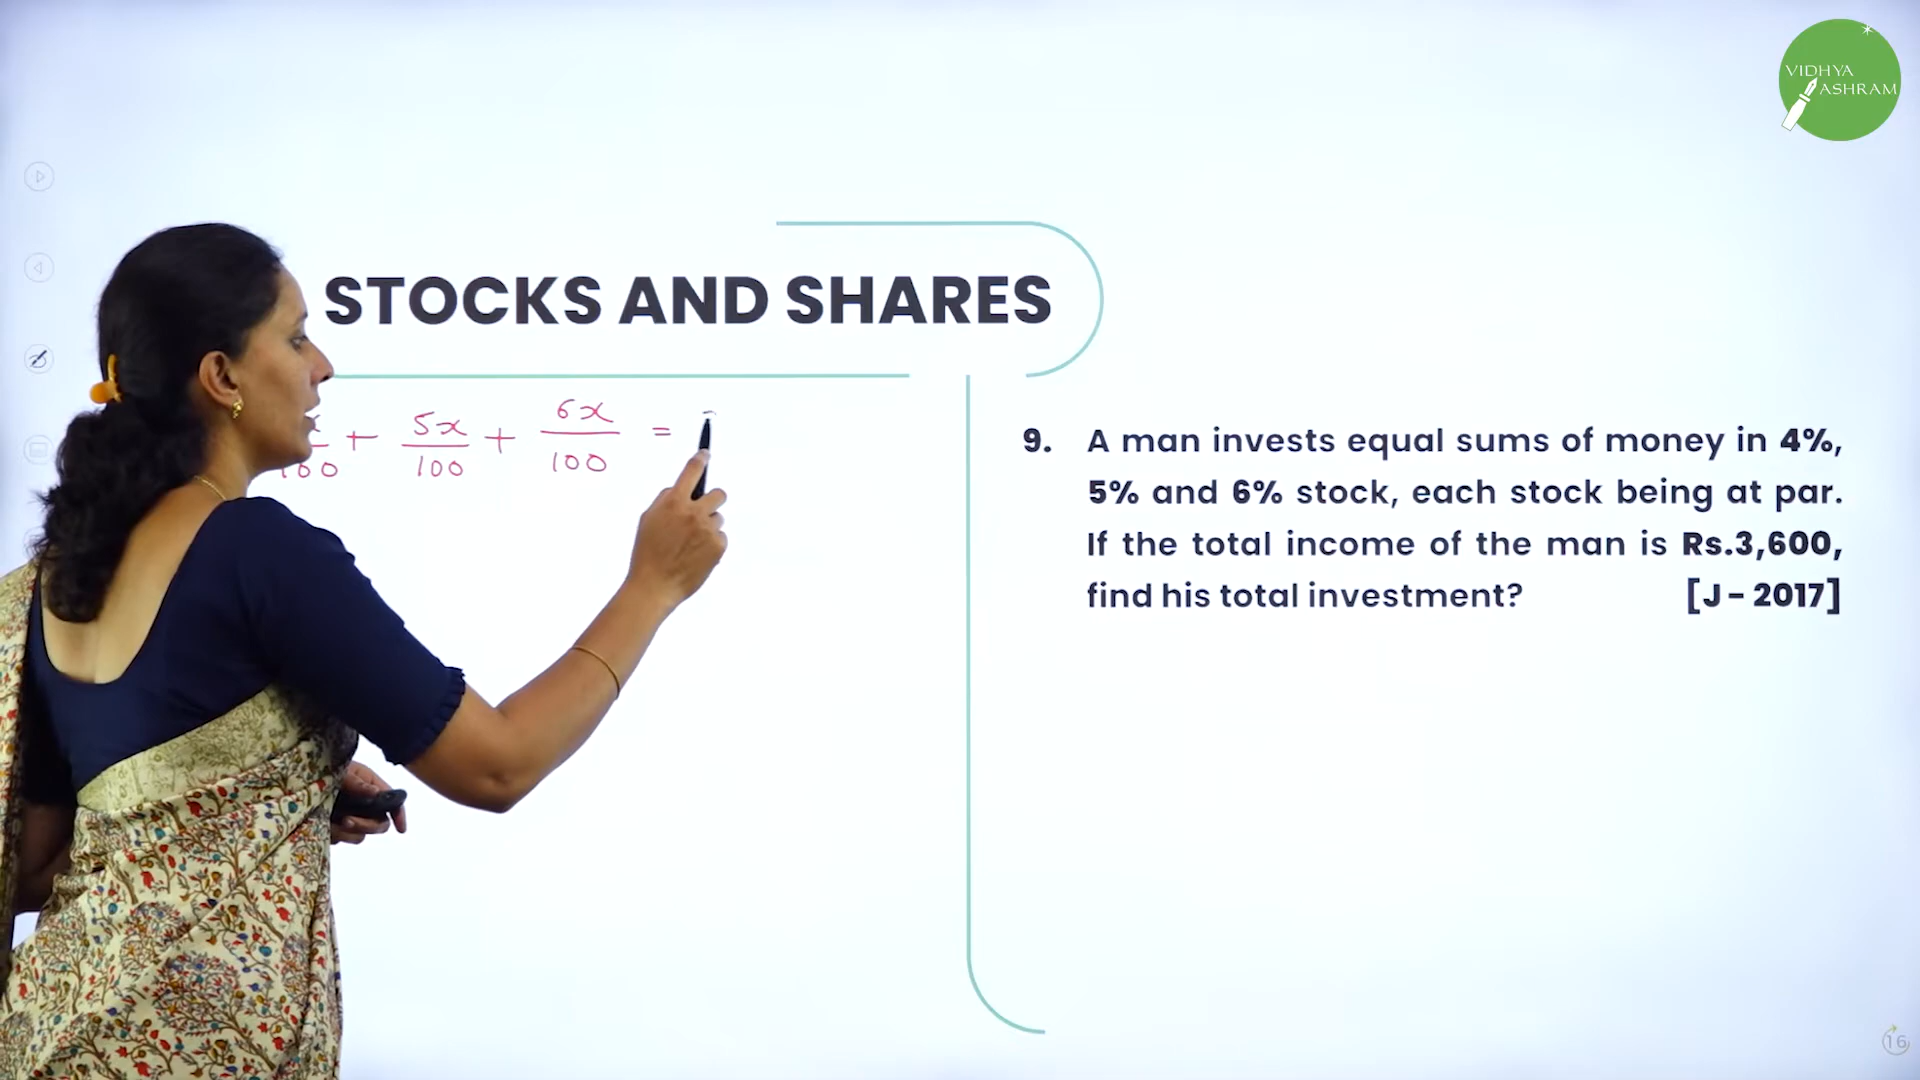 VIDHYA
ASHRAM
STOCKS AND SHARES
+ 5x/100 + 6x/100 =
100
9. A man invests equal sums of money in 4%,
5% and 6% stock, each stock being at par.
If the total income of the man is Rs.3,600,
find his total investment? [J - 2017]
16